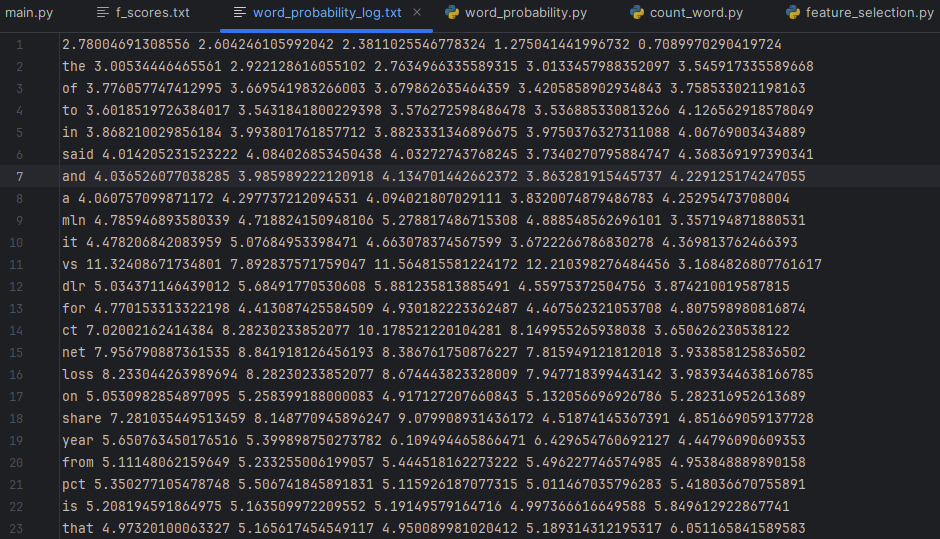 main.py f_scores.txt word_probability_log.txt × word_probability.py count_word.py feature_selection.py
1 2.78004691308556 2.604246105992042 2.3811025546778324 1.275041441996732 0.7089970290419724
2 the 3.00534446465561 2.922128616055102 2.7634966335589315 3.0133457988352097 3.545917335589668
3 of 3.776057747412995 3.669541983266003 3.679862635464359 3.4205858902934843 3.758533021198163
4 to 3.6018519726384017 3.5431841800229398 3.576272598486478 3.536885330813266 4.126562918578049
5 in 3.868210029856184 3.993801761857712 3.8823331346896675 3.9750376327311088 4.06769003434889
6 said 4.014205231523222 4.084026853450438 4.03272743768245 3.7340270795884747 4.368369197390341
7 and 4.036526077038285 3.985989222120918 4.134701442662372 3.863281915445737 4.229125174247055
8 a 4.060757099871172 4.297737212094531 4.094021807029111 3.8320074879486783 4.25295473708004
9 mln 4.785946893580339 4.718824150948106 5.278817486715308 4.888548562696101 3.357194871880531
10 it 4.478206842083959 5.07684953398471 4.663078374567599 3.6722266786830278 4.369813762466393
11 vs 11.32408671734801 7.892837571759047 11.564815581224172 12.210398276484456 3.1684826807761617
12 dlr 5.034371146439012 5.68491770530608 5.881235813885491 4.55975372504756 3.874210019587815
13 for 4.770153313322198 4.413087425584509 4.930182223362487 4.467562321053708 4.807598980816874
14 ct 7.02002162414384 8.28230233852077 10.178521220104281 8.149955265938038 3.650626230538122
15 net 7.956790887361535 8.841918126456193 8.386761750876227 7.815949121812018 3.933858125836502
16 loss 8.233044263989694 8.28230233852077 8.674443823328009 7.947718399443142 3.9839344638166785
17 on 5.0530982854897095 5.258399188000083 4.917127207660843 5.132056696926786 5.282316952613689
18 share 7.281035449513459 8.148770945896247 9.079908931436172 4.51874145367391 4.851669059137728
19 year 5.650763450176516 5.399898750273782 6.109494465866471 6.429654760692127 4.44796090609353
20 from 5.11148062159649 5.233255006199057 5.444518162273222 5.496227746574985 4.953848889890158
21 pct 5.350277105478748 5.506741845891831 5.115926187077315 5.011467035796283 5.418036670755891
22 is 5.208194591864975 5.163509972209552 5.19149579164716 4.997366616649588 5.849612922867741
23 that 4.97320100063327 5.165617454549117 4.950089981020412 5.189314312195317 6.051165841589583